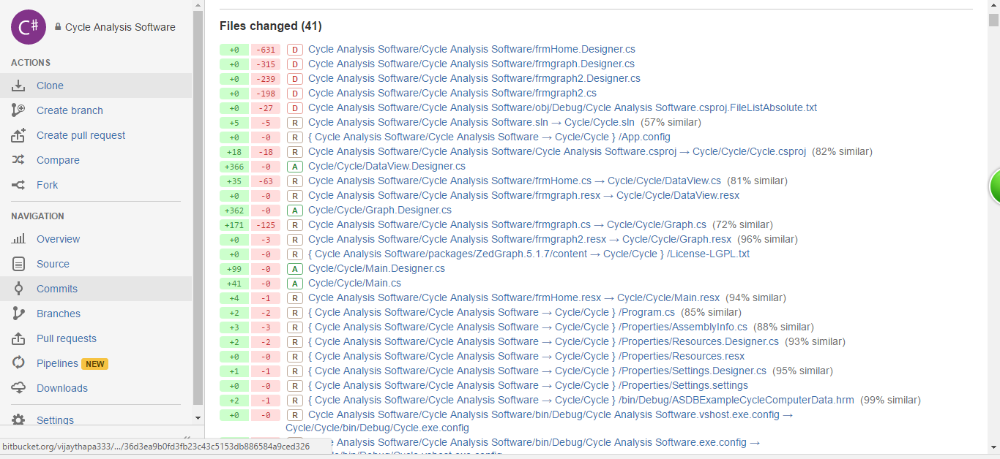 C#
Cycle Analysis Software
ACTIONS
Clone
Create branch
Create pull request
Compare
Fork
NAVIGATION
Overview
Source
Commits
Branches
Pull requests
Pipelines NEW
Downloads
Settings
bitbucket.org/vijaythapa333/.../36d3ea9b0fd3fb23c43c5153db886584a9ced326
Files changed (41)
+0 -631 D Cycle Analysis Software/Cycle Analysis Software/frmHome.Designer.cs
+0 -315 D Cycle Analysis Software/Cycle Analysis Software/frmgraph.Designer.cs
+0 -239 D Cycle Analysis Software/Cycle Analysis Software/frmgraph2.Designer.cs
+0 -198 D Cycle Analysis Software/Cycle Analysis Software/frmgraph2.cs
+0 -27 D Cycle Analysis Software/Cycle Analysis Software/obj/Debug/Cycle Analysis Software.csproj.FileListAbsolute.txt
+5 -5 R Cycle Analysis Software/Cycle Analysis Software.sln → Cycle/Cycle.sln (57% similar)
+0 -0 R { Cycle Analysis Software/Cycle Analysis Software → Cycle/Cycle } /App.config
+18 -18 R Cycle Analysis Software/Cycle Analysis Software/Cycle Analysis Software.csproj → Cycle/Cycle/Cycle.csproj (82% similar)
+366 -0 A Cycle/Cycle/DataView.Designer.cs
+35 -63 R Cycle Analysis Software/Cycle Analysis Software/frmHome.cs → Cycle/Cycle/DataView.cs (81% similar)
+0 -0 R Cycle Analysis Software/Cycle Analysis Software/frmgraph.resx → Cycle/Cycle/DataView.resx
+362 -0 A Cycle/Cycle/Graph.Designer.cs
+171 -125 R Cycle Analysis Software/Cycle Analysis Software/frmgraph.cs → Cycle/Cycle/Graph.cs (72% similar)
+0 -3 R Cycle Analysis Software/Cycle Analysis Software/frmgraph2.resx → Cycle/Cycle/Graph.resx (96% similar)
+0 -0 R { Cycle Analysis Software/packages/ZedGraph.5.1.7/content → Cycle/Cycle } /License-LGPL.txt
+99 -0 A Cycle/Cycle/Main.Designer.cs
+41 -0 A Cycle/Cycle/Main.cs
+4 -1 R Cycle Analysis Software/Cycle Analysis Software/frmHome.resx → Cycle/Cycle/Main.resx (94% similar)
+2 -2 R { Cycle Analysis Software/Cycle Analysis Software → Cycle/Cycle } /Program.cs (85% similar)
+3 -3 R { Cycle Analysis Software/Cycle Analysis Software → Cycle/Cycle } /Properties/AssemblyInfo.cs (88% similar)
+2 -2 R { Cycle Analysis Software/Cycle Analysis Software → Cycle/Cycle } /Properties/Resources.Designer.cs (93% similar)
+0 -0 R { Cycle Analysis Software/Cycle Analysis Software → Cycle/Cycle } /Properties/Resources.resx
+1 -1 R { Cycle Analysis Software/Cycle Analysis Software → Cycle/Cycle } /Properties/Settings.Designer.cs (95% similar)
+0 -0 R { Cycle Analysis Software/Cycle Analysis Software → Cycle/Cycle } /Properties/Settings.settings
+2 -1 R { Cycle Analysis Software/Cycle Analysis Software → Cycle/Cycle } /bin/Debug/ASDBExampleCycleComputerData.hrm (99% similar)
+0 -0 R Cycle Analysis Software/Cycle Analysis Software/bin/Debug/Cycle Analysis Software.vshost.exe.config →
Cycle/Cycle/bin/Debug/Cycle.exe.config
Analysis Software/Cycle Analysis Software/bin/Debug/Cycle Analysis Software.exe.config →